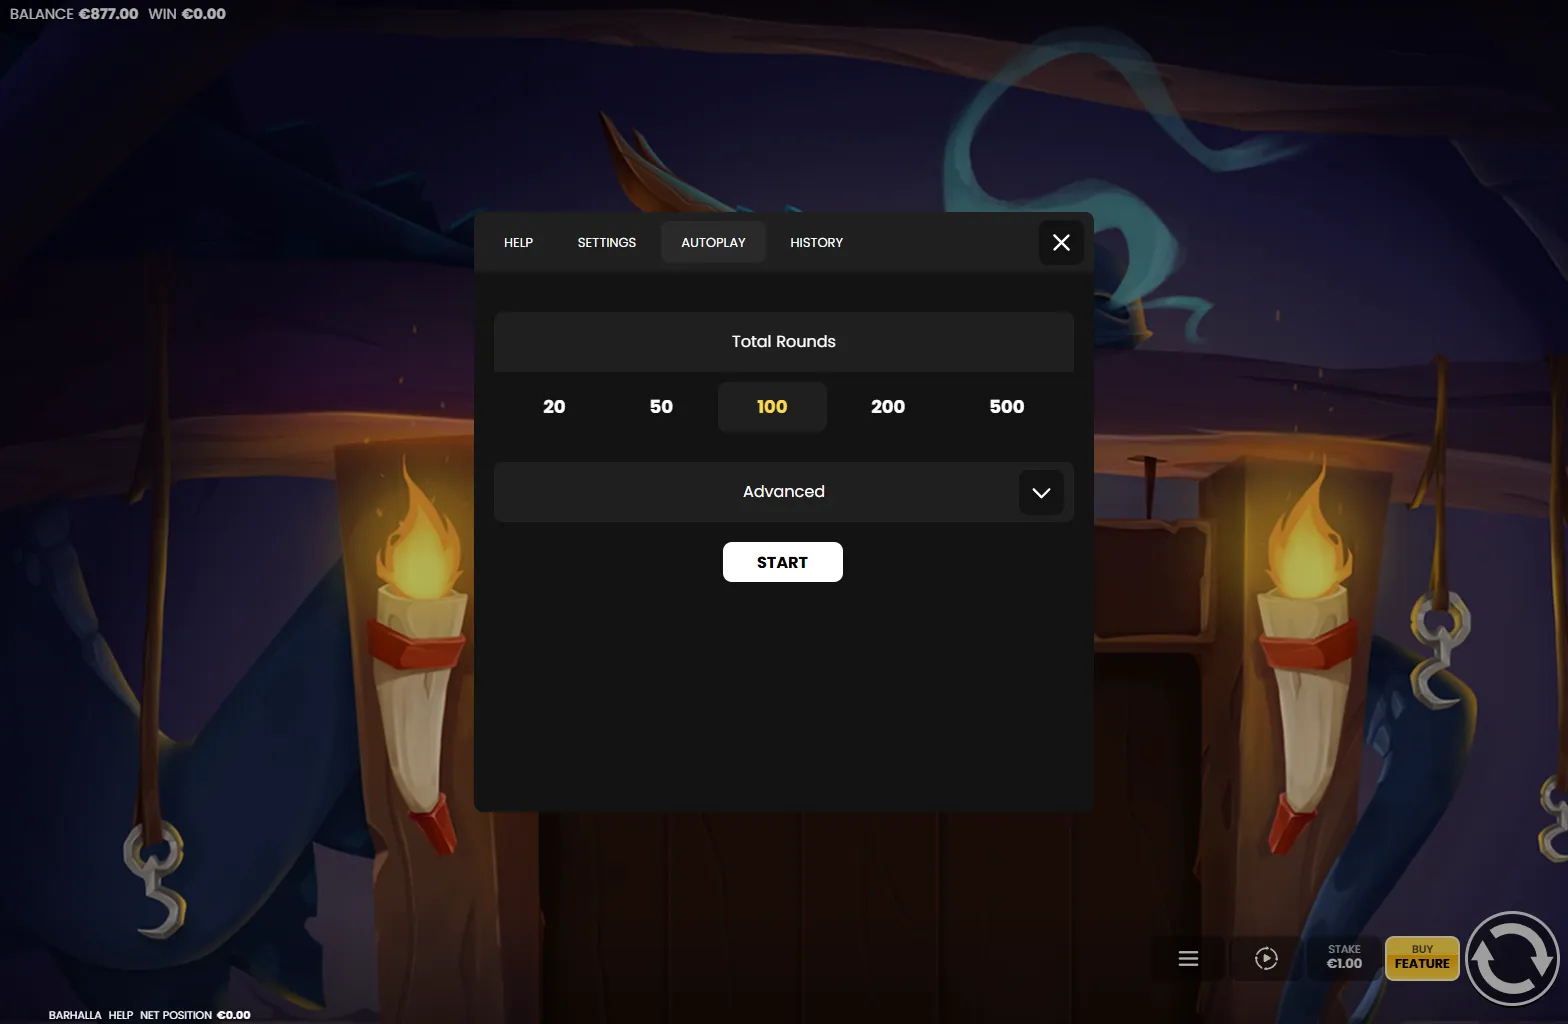 BALANCE €877.00 WIN €0.00
HELP SETTINGS AUTOPLAY HISTORY
Total Rounds
20 50 100 200 500
Advanced
START
STAKE
€1.00
BUY
FEATURE
BARHALLA HELP NET POSITION €0.00